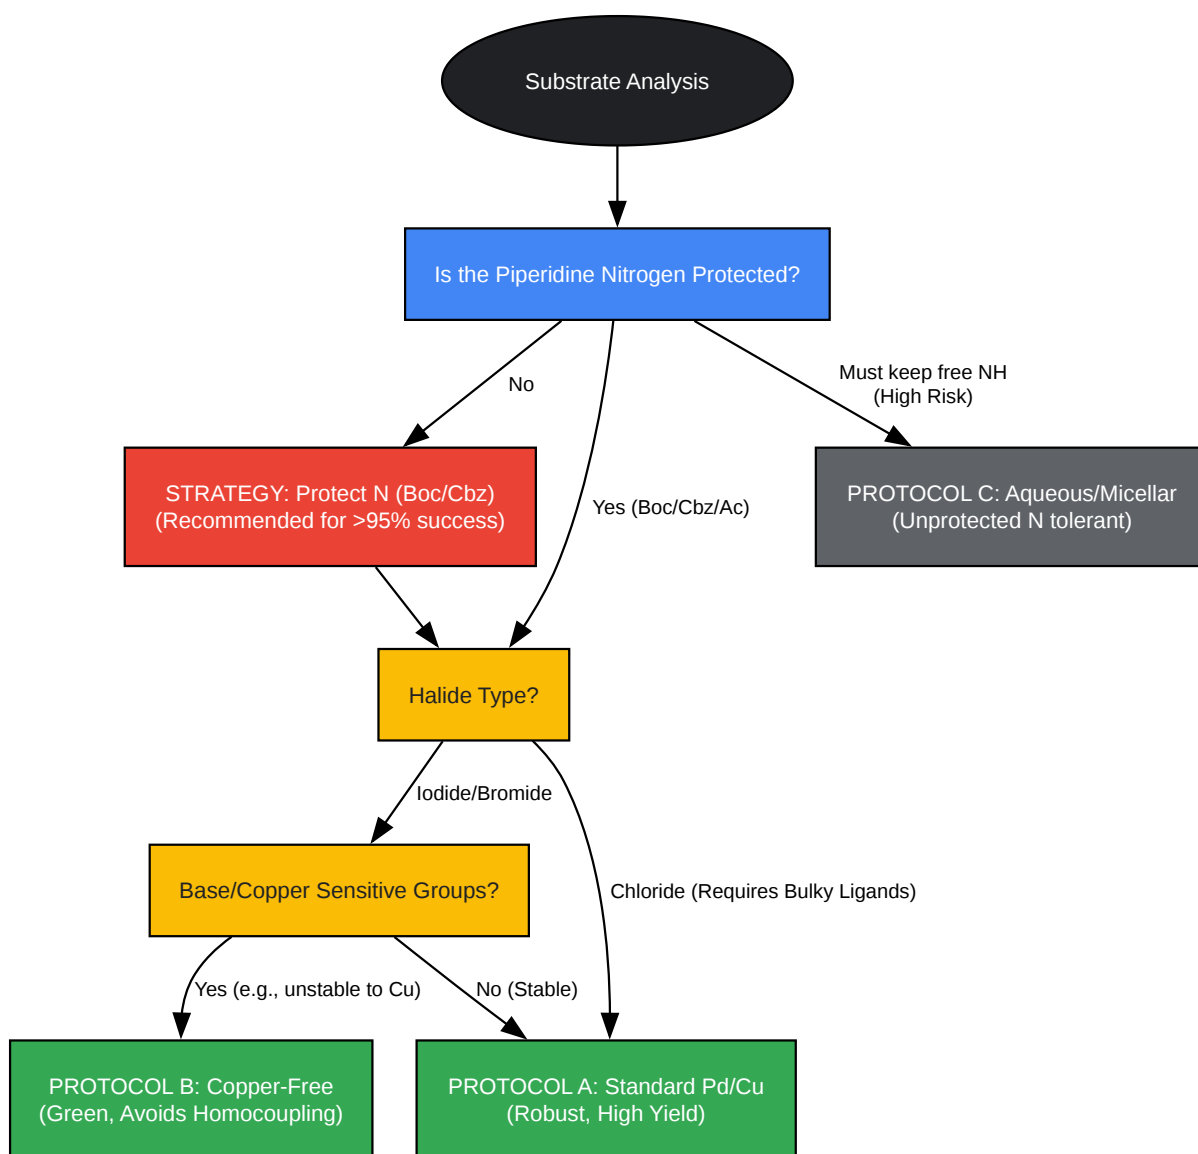 Substrate Analysis
Is the Piperidine Nitrogen Protected?
No
Must keep free NH
(High Risk)
STRATEGY: Protect N (Boc/Cbz)
(Recommended for >95% success)
Yes (Boc/Cbz/Ac)
PROTOCOL C: Aqueous/Micellar
(Unprotected N tolerant)
Halide Type?
Iodide/Bromide
Base/Copper Sensitive Groups?
Chloride (Requires Bulky Ligands)
Yes (e.g., unstable to Cu)
No (Stable)
PROTOCOL B: Copper-Free
(Green, Avoids Homocoupling)
PROTOCOL A: Standard Pd/Cu
(Robust, High Yield)